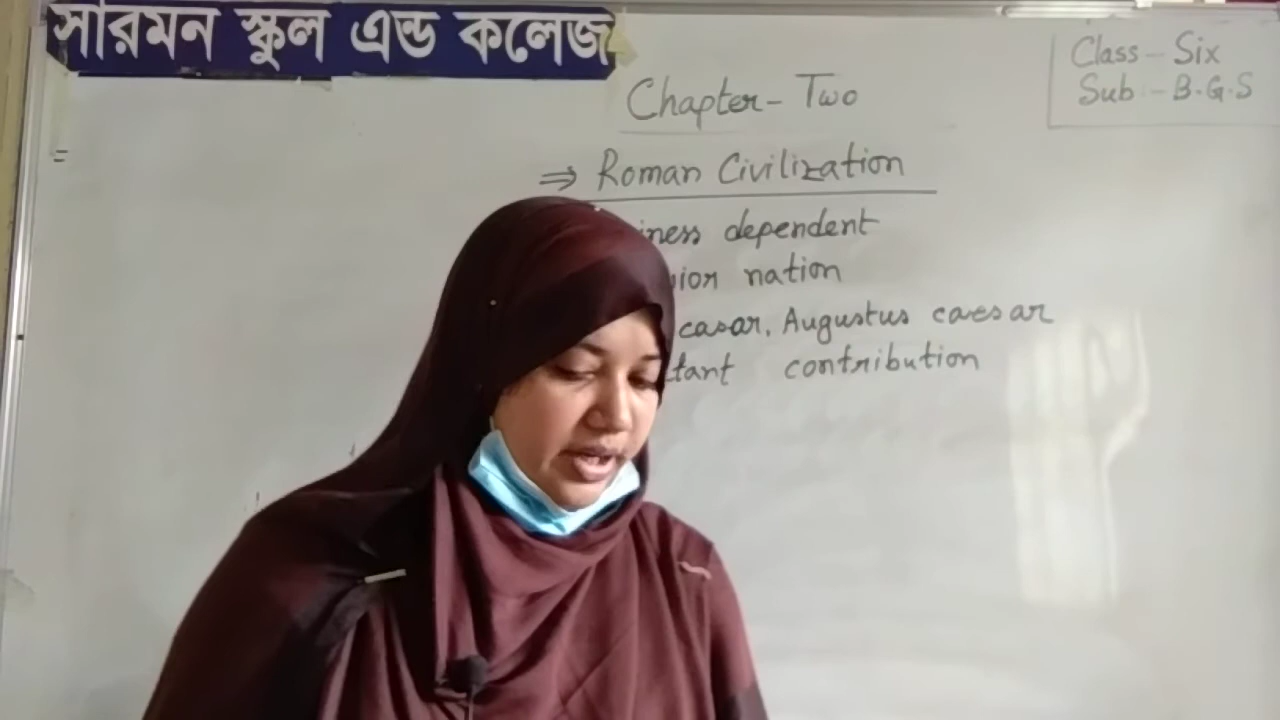 সারমন স্কুল এন্ড কলেজ
Class - Six
Sub - B.G.S
Chapter - Two
⇒ Roman Civilization
dependent
nation
Augustus caesar
contribution